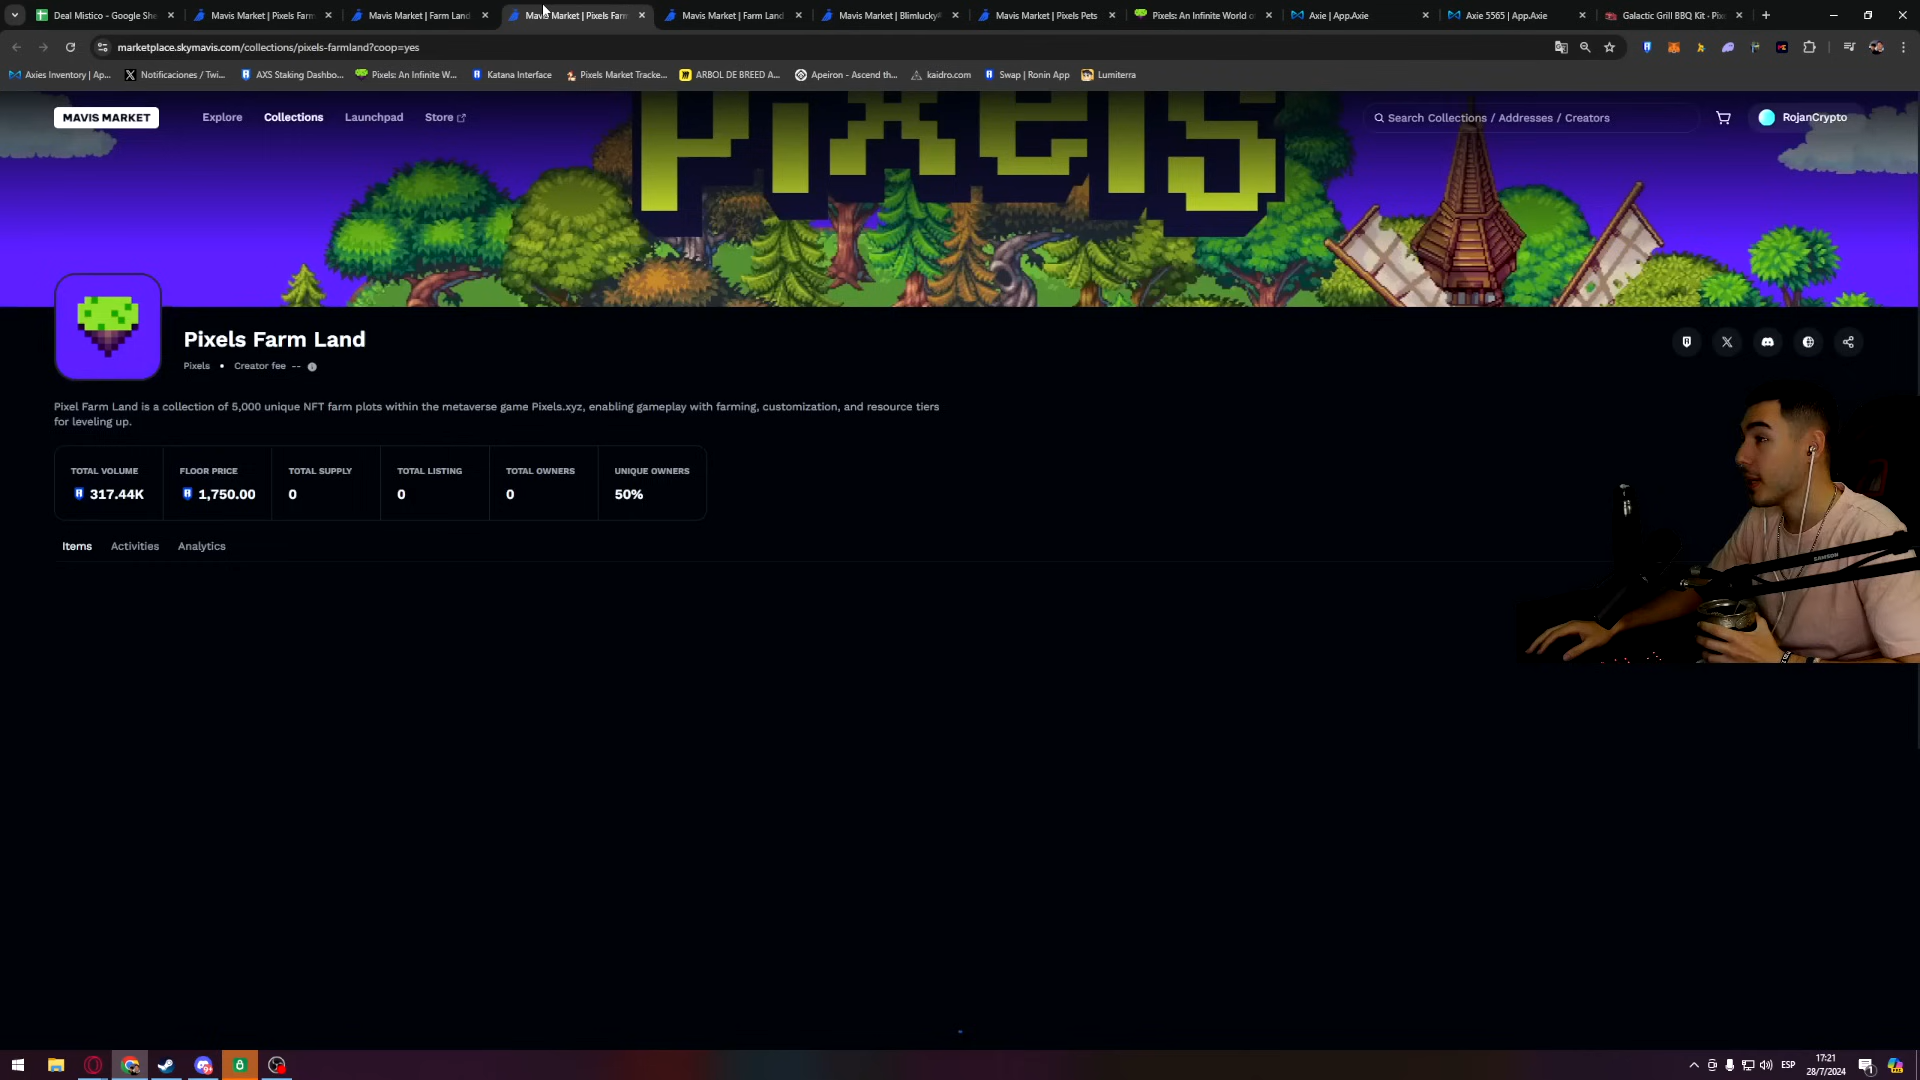 Deal Mistico - Google She
Mavis Market | Pixels Farm
Mavis Market | Farm Land
Mavis Market | Pixels Farm
Mavis Market | Farm Land
Mavis Market | Blimlucky
Mavis Market | Pixels Pets
Pixels: An Infinite World o
Axie | App.Axie
Axie 5565 | App.Axie
Galactic Grill BBQ Kit - Pix
marketplace.skymavis.com/collections/pixels-farmland?coop=yes
Axies Inventory | Ap...
Notificaciones / Twi...
AXS Staking Dashbo...
Pixels: An Infinite W...
Katana Interface
Pixels Market Tracke...
ARBOL DE BREED A...
Apeiron - Ascend th...
kaidro.com
Swap | Ronin App
Lumiterra
MAVIS MARKET
Explore
Collections
Launchpad
Store
Search Collections / Addresses / Creators
RojanCrypto
pixels
Pixels Farm Land
Pixels • Creator fee --
Pixel Farm Land is a collection of 5,000 unique NFT farm plots within the metaverse game Pixels.xyz, enabling gameplay with farming, customization, and resource tiers
for leveling up.
TOTAL VOLUME
317.44K
FLOOR PRICE
1,750.00
TOTAL SUPPLY
0
TOTAL LISTING
0
TOTAL OWNERS
0
UNIQUE OWNERS
50%
Items
Activities
Analytics
SAMSON
ESP
17:21
28/7/2024